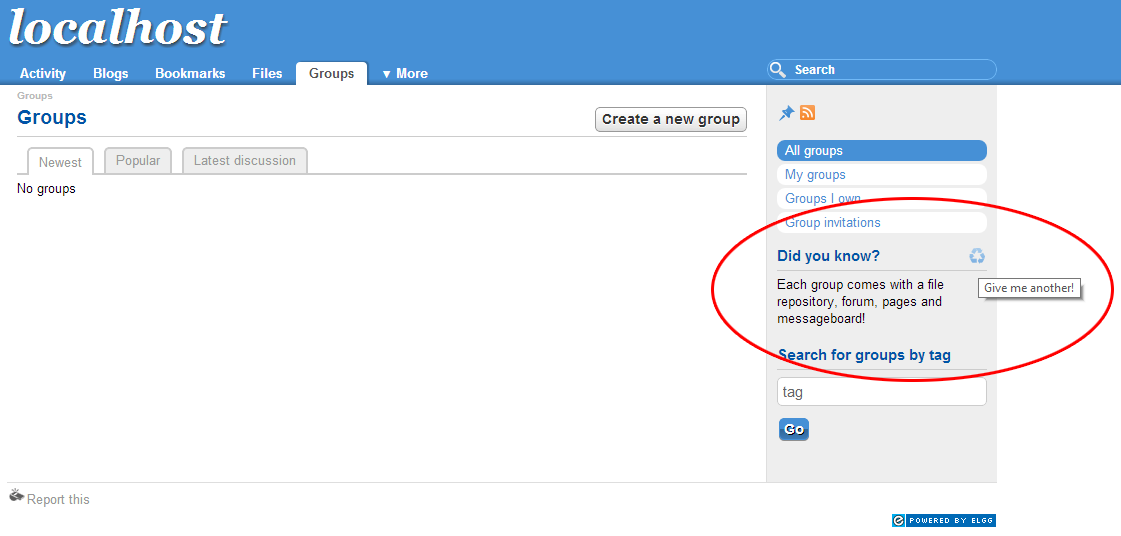 localhost
Activity Blogs Bookmarks Files Groups ▼ More
Search
Groups
Groups
Create a new group
Newest Popular Latest discussion
No groups
All groups
My groups
Groups I own
Group invitations
Did you know?
Give me another!
Each group comes with a file
repository, forum, pages and
messageboard!
Search for groups by tag
tag
Go
Report this
POWERED BY ELGG